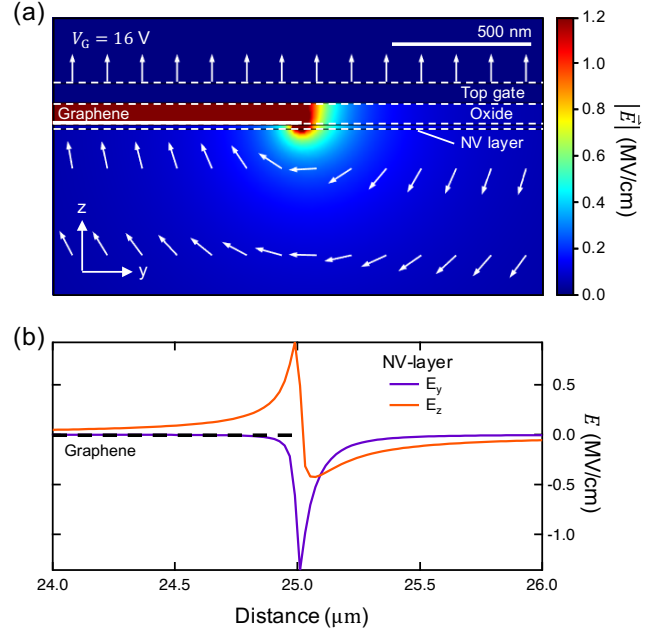 (a)
V_G = 16 V
500 nm
Top gate
Graphene
Oxide
NV layer
z
y
1.2
1.0
0.8
0.6
0.4
0.2
0.0
|E⃗| (MV/cm)
(b)
NV-layer
E_y
E_z
Graphene
0.5
0.0
-0.5
-1.0
E (MV/cm)
24.0 24.5 25.0 25.5 26.0
Distance (μm)